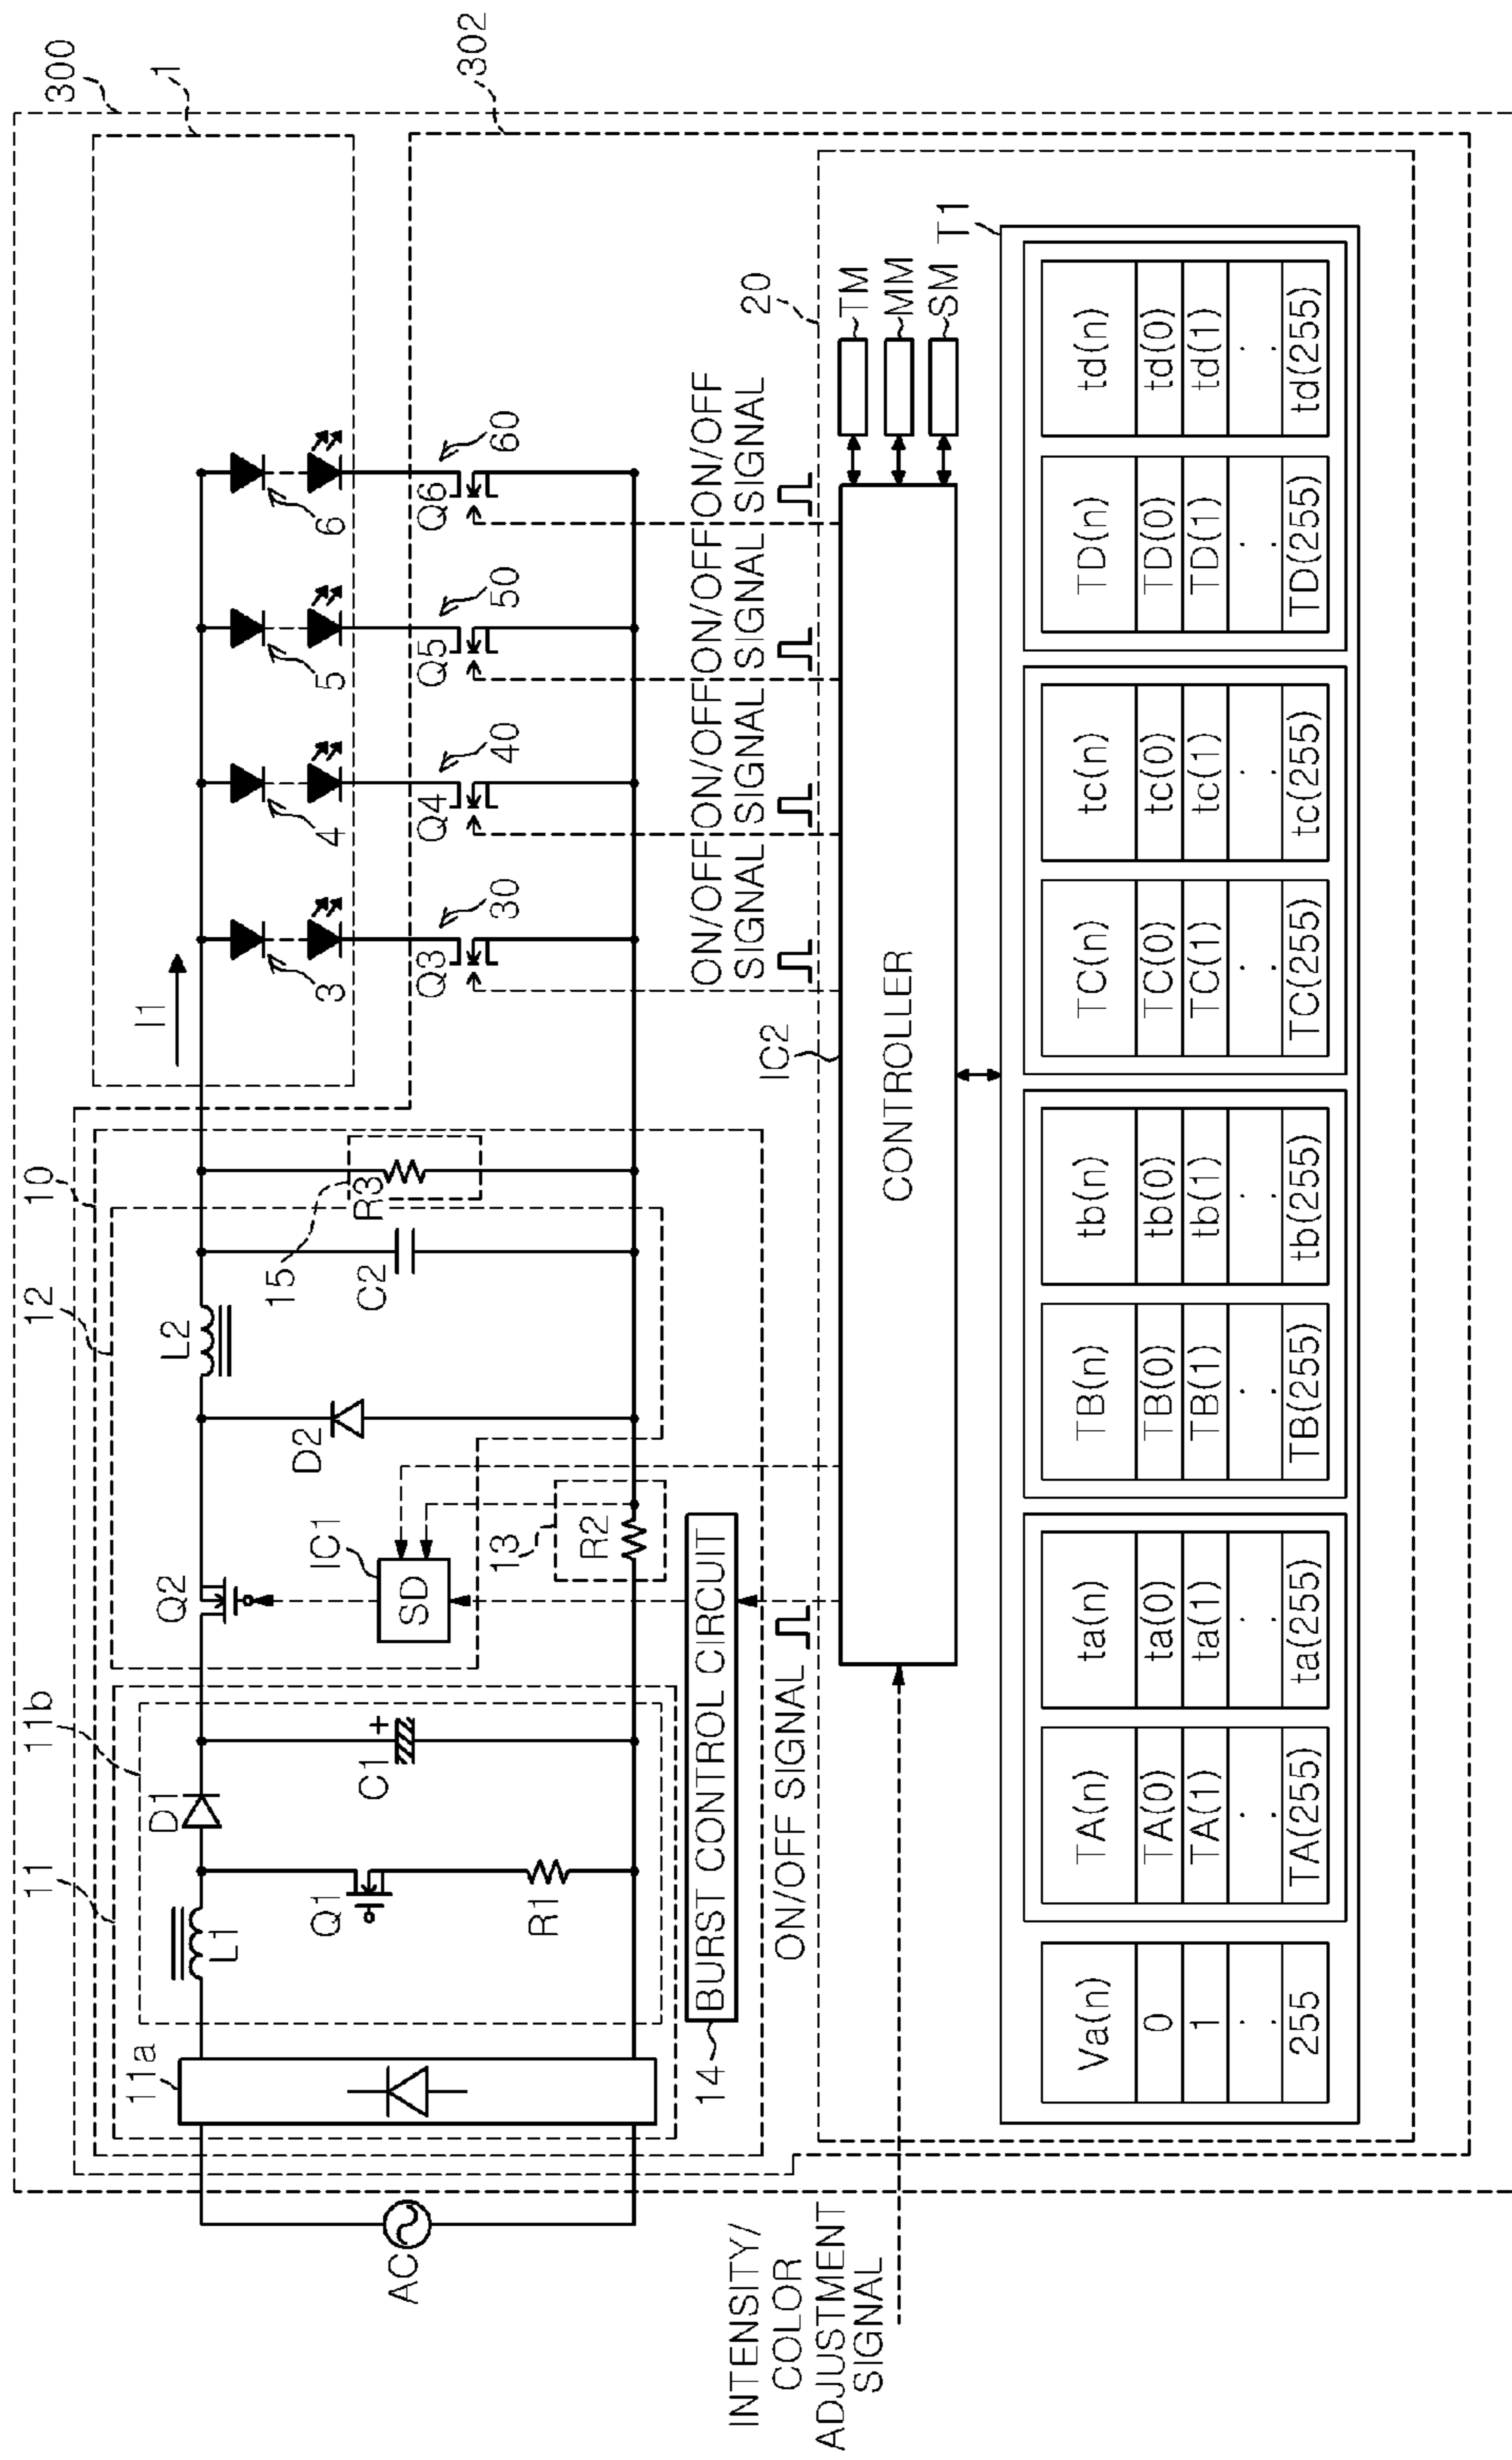 300
1
302
10
12
11b
11
11a
I1
3
4
5
6
L1
D1
Q2
L2
D2
C1
+
Q1
R1
IC1
SD
13
R2
15
C2
R3
Q3
30
Q4
40
Q5
50
Q6
60
AC
14
BURST CONTROL CIRCUIT
ON/OFF SIGNAL
ON/OFF
SIGNAL
ON/OFF
SIGNAL
ON/OFF
SIGNAL
ON/OFF
SIGNAL
INTENSITY/
COLOR
ADJUSTMENT
SIGNAL
IC2
CONTROLLER
20
TM
MM
SM
T1
Va(n) TA(n) ta(n) TB(n) tb(n) TC(n) tc(n) TD(n) td(n)
0 TA(0) ta(0) TB(0) tb(0) TC(0) tc(0) TD(0) td(0)
1 TA(1) ta(1) TB(1) tb(1) TC(1) tc(1) TD(1) td(1)
. . . . . . . . .
. . . . . . . . .
255 TA(255) ta(255) TB(255) tb(255) TC(255) tc(255) TD(255) td(255)